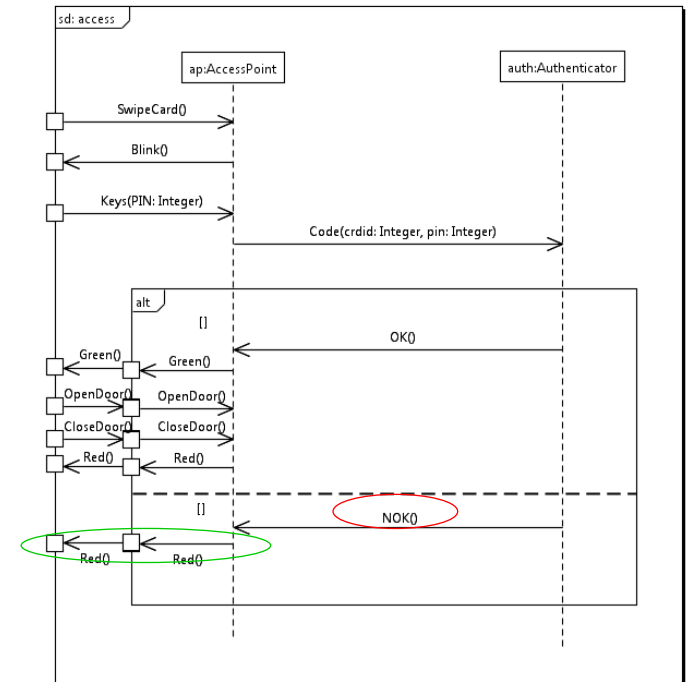 sd: access
ap:AccessPoint
auth:Authenticator
SwipeCard()
Blink()
Keys(PIN: Integer)
Code(crdid: Integer, pin: Integer)
alt
[]
OK()
Green()
Green()
OpenDoor()
OpenDoor()
CloseDoor()
CloseDoor()
Red()
Red()
[]
NOK()
Red()
Red()